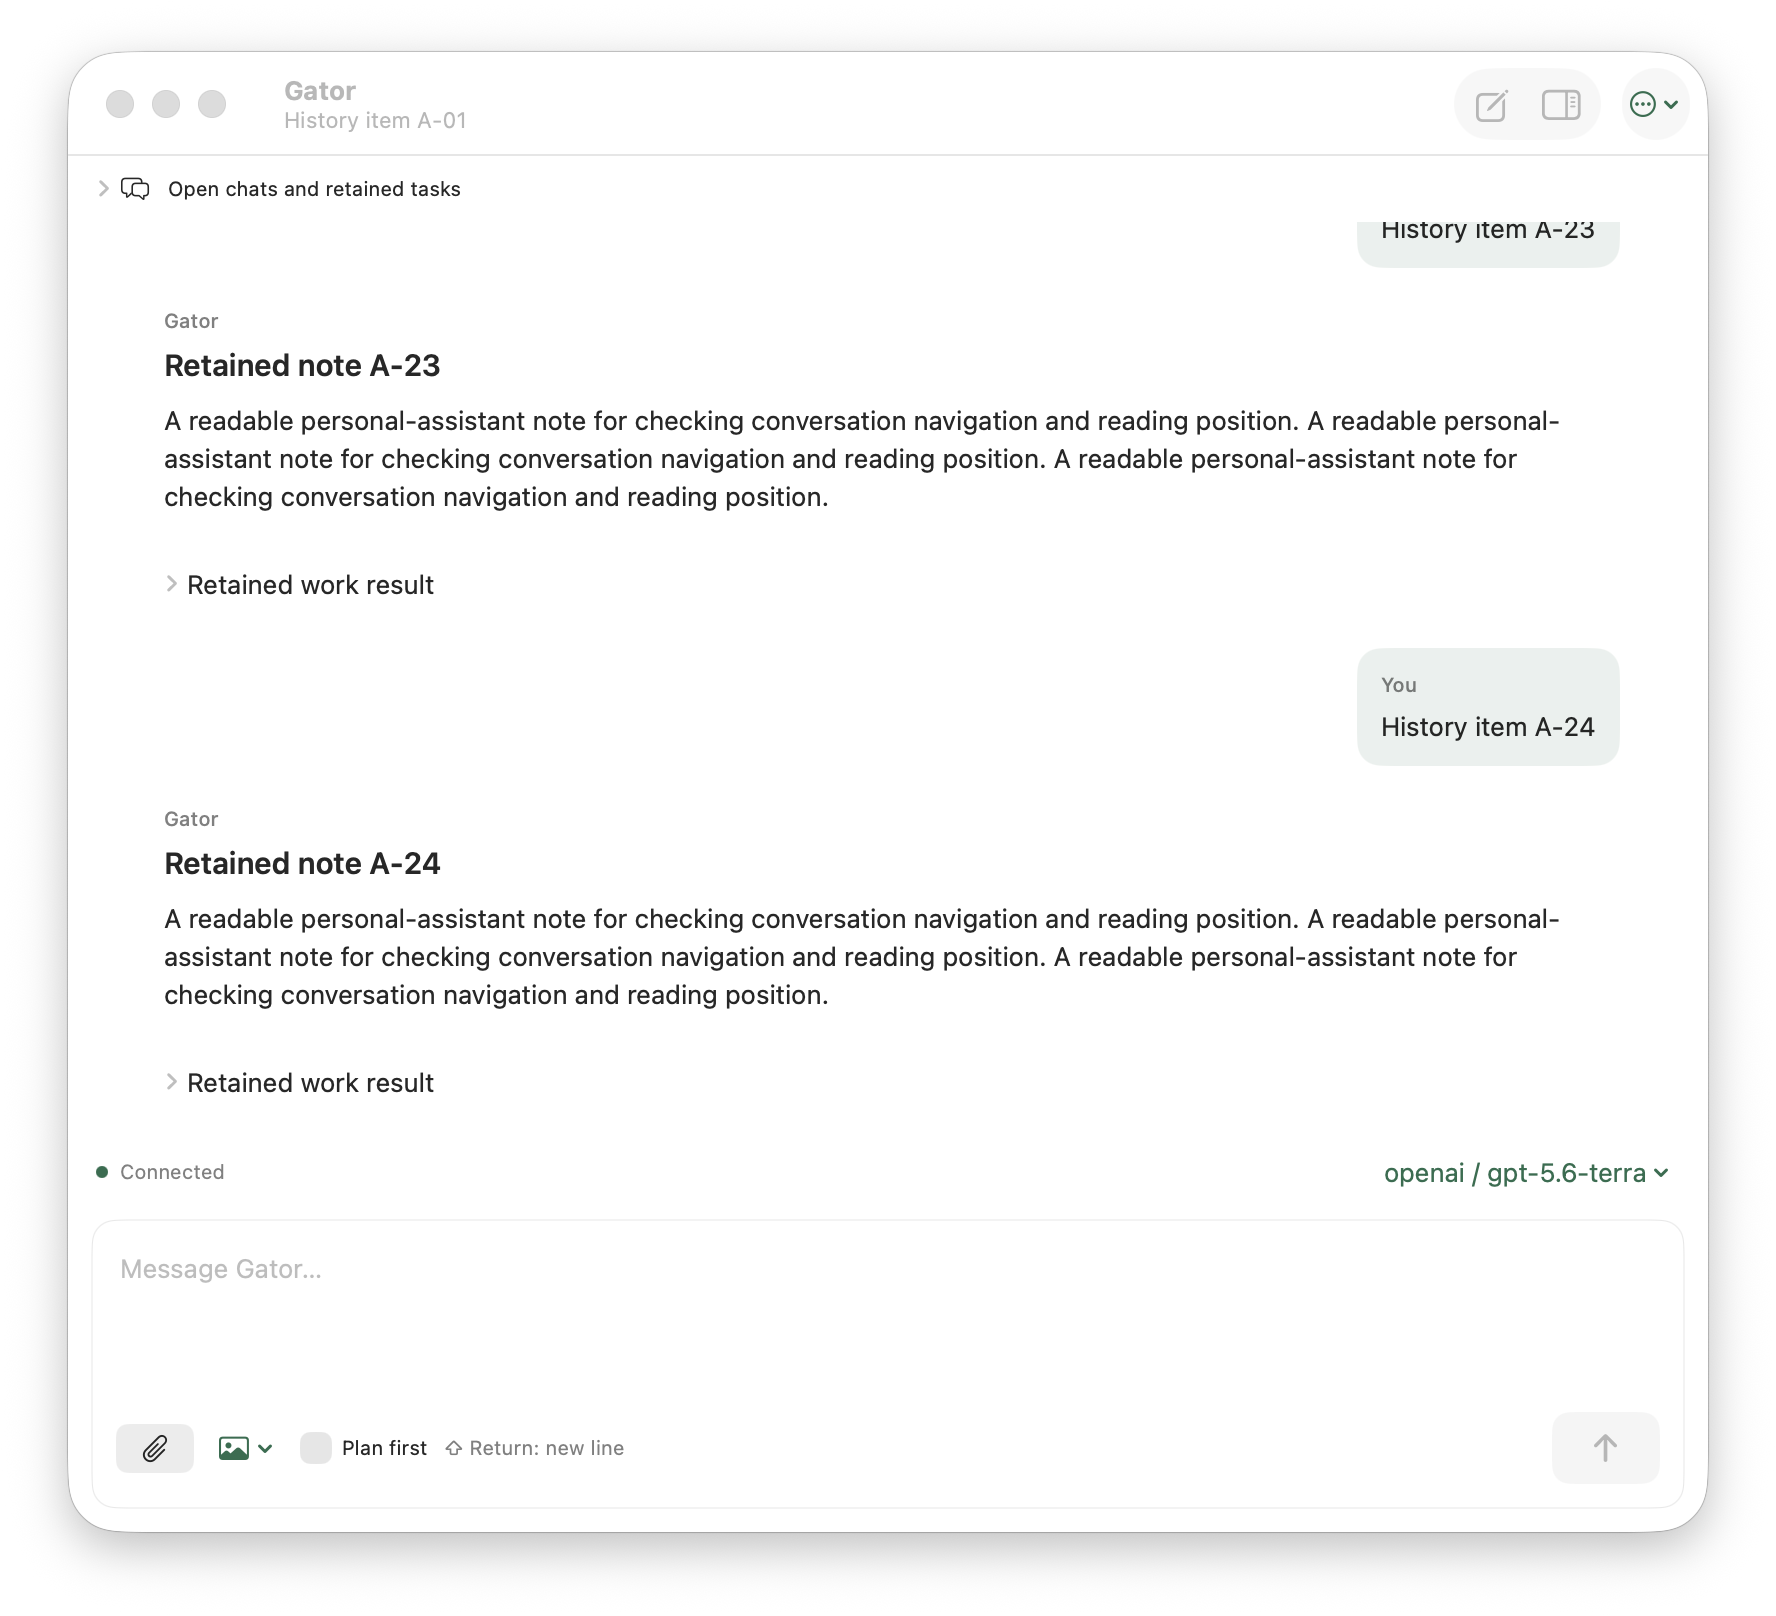 Gator
History item A-01
Open chats and retained tasks
History item A-23
Gator
Retained note A-23
A readable personal-assistant note for checking conversation navigation and reading position. A readable personal-
assistant note for checking conversation navigation and reading position. A readable personal-assistant note for
checking conversation navigation and reading position.
Retained work result
You
History item A-24
Gator
Retained note A-24
A readable personal-assistant note for checking conversation navigation and reading position. A readable personal-
assistant note for checking conversation navigation and reading position. A readable personal-assistant note for
checking conversation navigation and reading position.
Retained work result
Connected
openai / gpt-5.6-terra
Message Gator...
Plan first
⇧ Return: new line